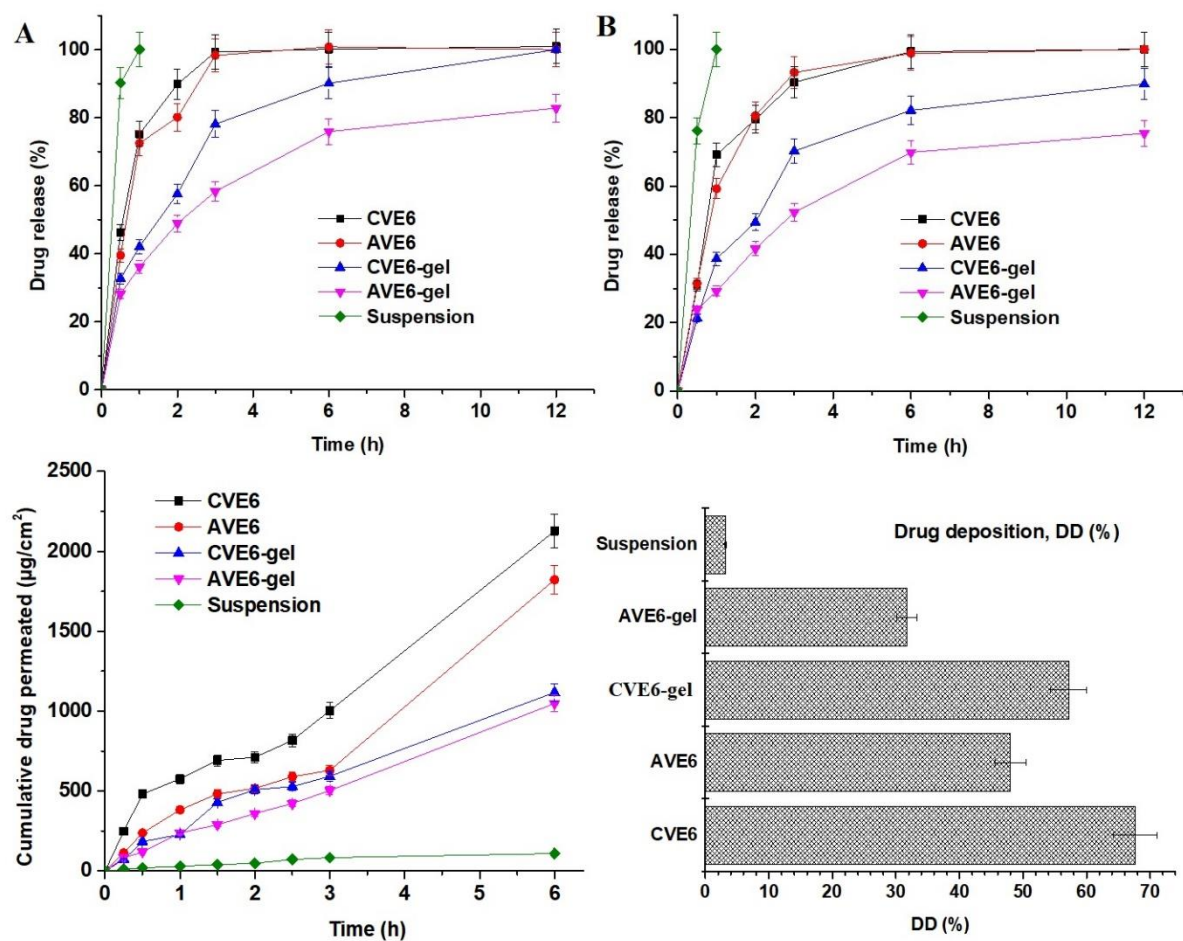 A
Drug release (%)
100
80
60
40
20
0
CVE6
AVE6
CVE6-gel
AVE6-gel
Suspension
0 2 4 6 8 10 12
Time (h)
B
Drug release (%)
100
80
60
40
20
0
CVE6
AVE6
CVE6-gel
AVE6-gel
Suspension
0 2 4 6 8 10 12
Time (h)
Cumulative drug permeated (µg/cm²)
2500
2000
1500
1000
500
0
CVE6
AVE6
CVE6-gel
AVE6-gel
Suspension
0 1 2 3 4 5 6
Time (h)
Drug deposition, DD (%)
Suspension
AVE6-gel
CVE6-gel
AVE6
CVE6
0 10 20 30 40 50 60 70
DD (%)